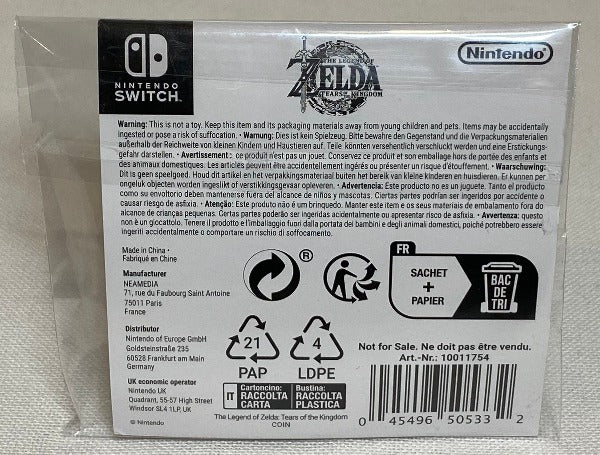 NINTENDO
SWITCH
THE LEGEND OF
ZELDA
TEARS OF THE KINGDOM
Nintendo
Warning: This is not a toy. Keep this item and its packaging materials away from young children and pets. Items may be accidentally
ingested or pose a risk of suffocation. • Warnung: Dies ist kein Spielzeug. Bitte bewahre den Gegenstand und die Verpackungsmaterialien
außerhalb der Reichweite von kleinen Kindern und Haustieren auf. Teile könnten versehentlich verschluckt werden und eine Erstickungs-
gefahr darstellen. • Avertissement : ce produit n'est pas un jouet. Conservez ce produit et son emballage hors de portée des enfants et
des animaux domestiques. Les articles peuvent être accidentellement ingérés ou présenter un risque d'étouffement. • Waarschuwing:
Dit is geen speelgoed. Houd dit artikel en het verpakkingsmateriaal buiten het bereik van kleine kinderen en huisdieren. Er kunnen per
ongeluk objecten worden ingeslikt of verstikkingsgevaar opleveren. • Advertencia: Este producto no es un juguete. Tanto el producto
como su envoltorio deben mantenerse fuera del alcance de niños y mascotas. Ciertas partes podrían ser ingeridas por accidente o
causar riesgo de asfixia. • Atenção: Este produto não é um brinquedo. Manter este item e os seus materiais de embalamento fora do
alcance de crianças pequenas. Certas partes poderão ser ingeridas acidentalmente ou apresentar risco de asfixia. • Avvertenza: questo
non è un giocattolo. Tenere il prodotto e l'imballaggio fuori dalla portata dei bambini e degli animali domestici, poiché potrebbero essere
ingeriti accidentalmente o comportare un rischio di soffocamento.
Made in China •
Fabriqué en Chine
Manufacturer
NEAMEDIA
71, rue du Faubourg Saint Antoine
75011 Paris
France
Distributor
Nintendo of Europe GmbH
Goldsteinstraße 235
60528 Frankfurt am Main
Germany
UK economic operator
Nintendo UK
Quadrant, 55-57 High Street
Windsor SL4 1LP, UK
© Nintendo
®
FR
SACHET
+
PAPIER
BAC
DE
TRI
21
PAP
4
LDPE
IT
Cartoncino:
RACCOLTA
CARTA
Bustina:
RACCOLTA
PLASTICA
The Legend of Zelda: Tears of the Kingdom
COIN
Not for Sale. Ne doit pas être vendu.
Art.-Nr.: 10011754
0 45496 50533 2